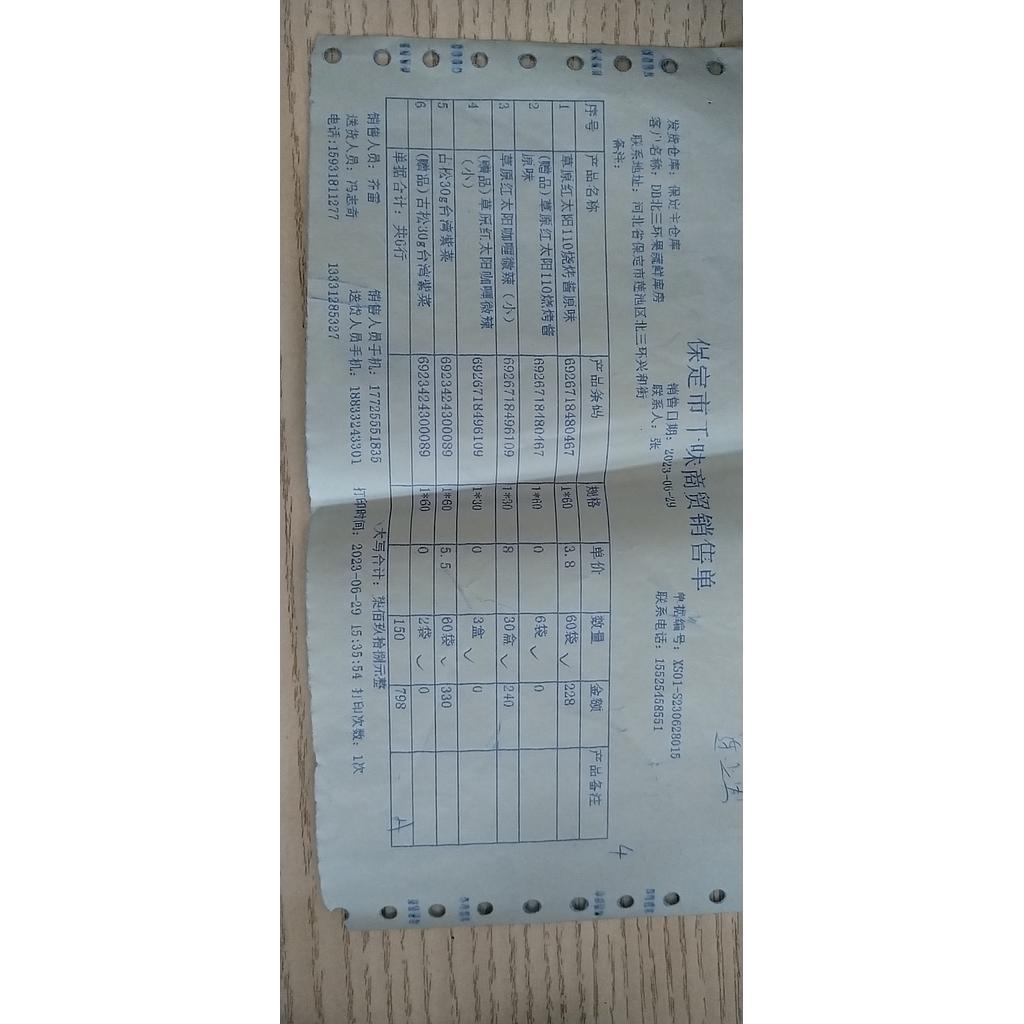 保定市千味商贸销售单
发货仓库：保定主仓库 销售日期：2023-06-29 单据编号：XS01-S230628015
客户名称：DD北三环果蔬鲜库房 联系人：张 联系电话：15525458551
联系地址：河北省保定市莲池区北三环兴和街
备注：
4
序号 产品名称 产品条码 规格 单价 数量 金额 产品备注
1 草原红太阳110烧烤酱原味 6926718480467 1*60 3.8 60袋 ✓ 228
2 (赠品)草原红太阳110烧烤酱原味 6926718480467 1*60 0 6袋 ✓ 0
3 草原红太阳咖喱微辣（小） 6926718496109 1*30 8 30盒 ✓ 240
4 (赠品)草原红太阳咖喱微辣（小） 6926718496109 1*30 0 3盒 ✓ 0
5 古松30g台湾紫菜 6923424300089 1*60 5.5 60袋 ✓ 330
6 (赠品)古松30g台湾紫菜 6923424300089 1*60 0 2袋 ✓ 0
单据合计：共6行 150 798
大写合计：柒佰玖拾捌元整
销售人员：齐雷 销售人员手机：17725551835
送货人员：冯志奇 送货人员手机：18833243301 打印时间：2023-06-29 15:35:54 打印次数：1次
电话:15931811277 13331285327